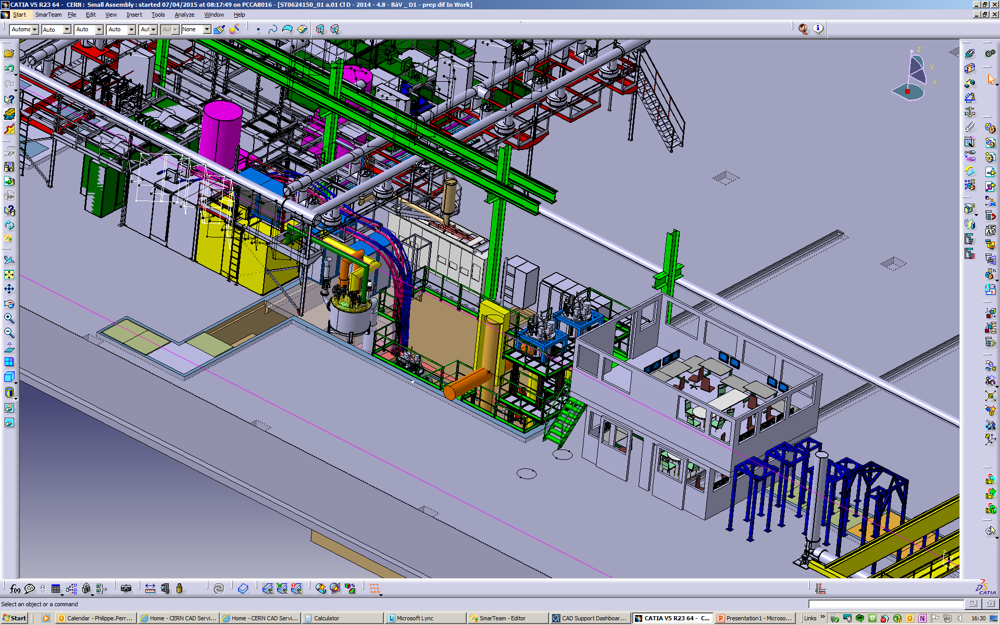 CATIA V5 R23 64 - CERN : Small Assembly : started 07/04/2015 at 08:17:49 on PCCA8016 - [ST0624150_01 a.01 Cl D - 2014 - 4.8 - BàV _ D1 - prep dif In Work]
Start SmarTeam File Edit View Insert Tools Analyze Window Help
Automa Auto Auto Auto Aut Aut None
z
y
x
z
CATIA
Select an object or a command
Start Calendar - Philippe.Perr... Home - CERN CAD Servi... Home - CERN CAD Servi... Calculator Microsoft Lync SmarTeam - Editor CAD Support Dashboar... CATIA V5 R23 64 - C... Presentation1 - Microso... Links » 16:30